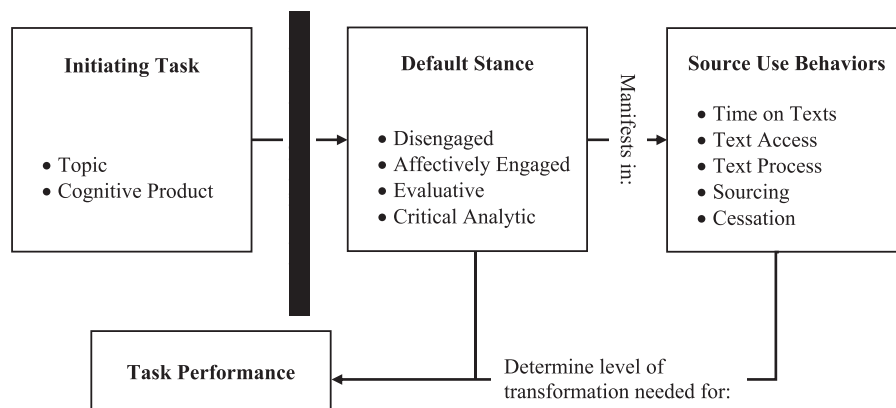 Initiating Task
• Topic
• Cognitive Product
Default Stance
• Disengaged
• Affectively Engaged
• Evaluative
• Critical Analytic
Manifests in:
Source Use Behaviors
• Time on Texts
• Text Access
• Text Process
• Sourcing
• Cessation
Task Performance
Determine level of
transformation needed for: